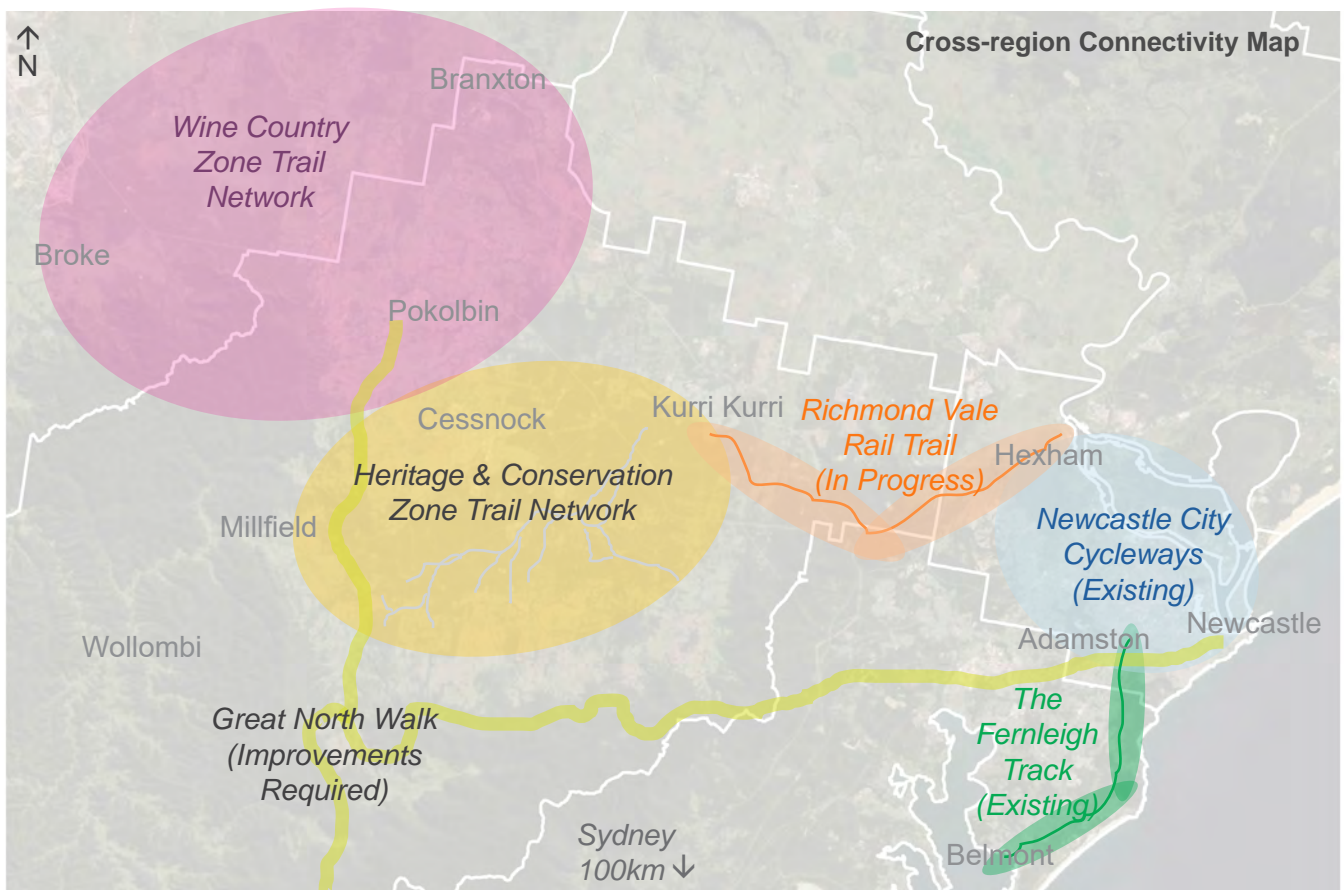 N
Cross-region Connectivity Map
Branxton
Wine Country
Zone Trail
Network
Broke
Pokolbin
Cessnock
Kurri Kurri
Richmond Vale
Rail Trail
(In Progress)
Hexham
Heritage & Conservation
Zone Trail Network
Millfield
Newcastle City
Cycleways
(Existing)
Newcastle
Adamston
Wollombi
Great North Walk
(Improvements
Required)
The
Fernleigh
Track
(Existing)
Sydney
100km
Belmont